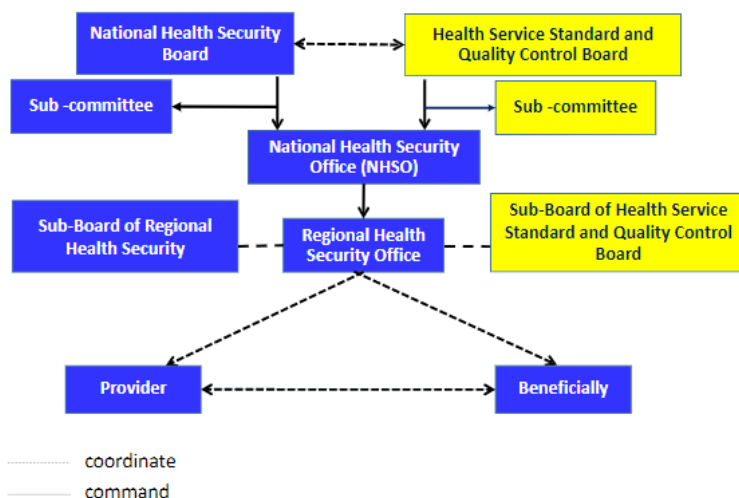 National Health Security
Board
Health Service Standard and
Quality Control Board
Sub -committee
Sub -committee
National Health Security
Office (NHSO)
Sub-Board of Regional
Health Security
Regional Health
Security Office
Sub-Board of Health Service
Standard and Quality Control
Board
Provider
Beneficially
coordinate
command